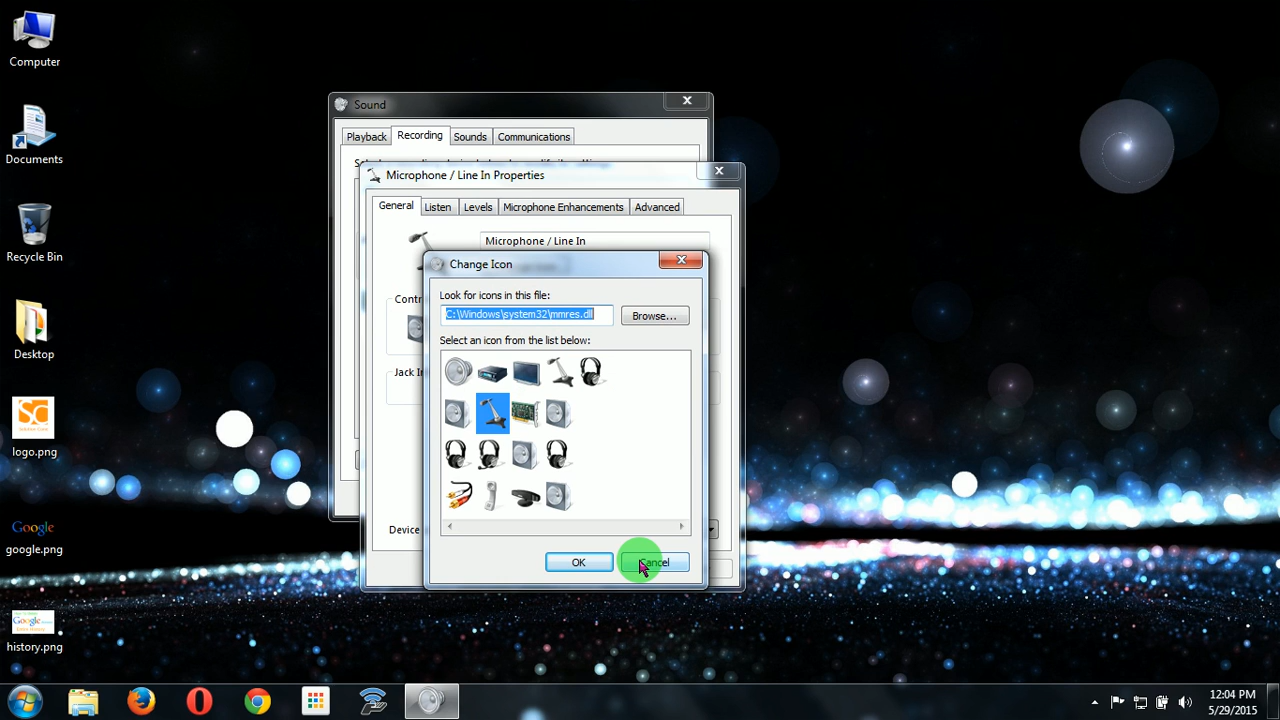 Computer
Documents
Recycle Bin
Desktop
SC
logo.png
Google
google.png
Google
history.png
Sound
Playback
Recording
Sounds
Communications
Microphone / Line In Properties
General
Listen
Levels
Microphone Enhancements
Advanced
Microphone / Line In
Contr
Jack In
Device
Change Icon
Look for icons in this file:
C:\Windows\system32\mmres.dll
Browse...
Select an icon from the list below:
OK
Cancel
12:04 PM
5/29/2015